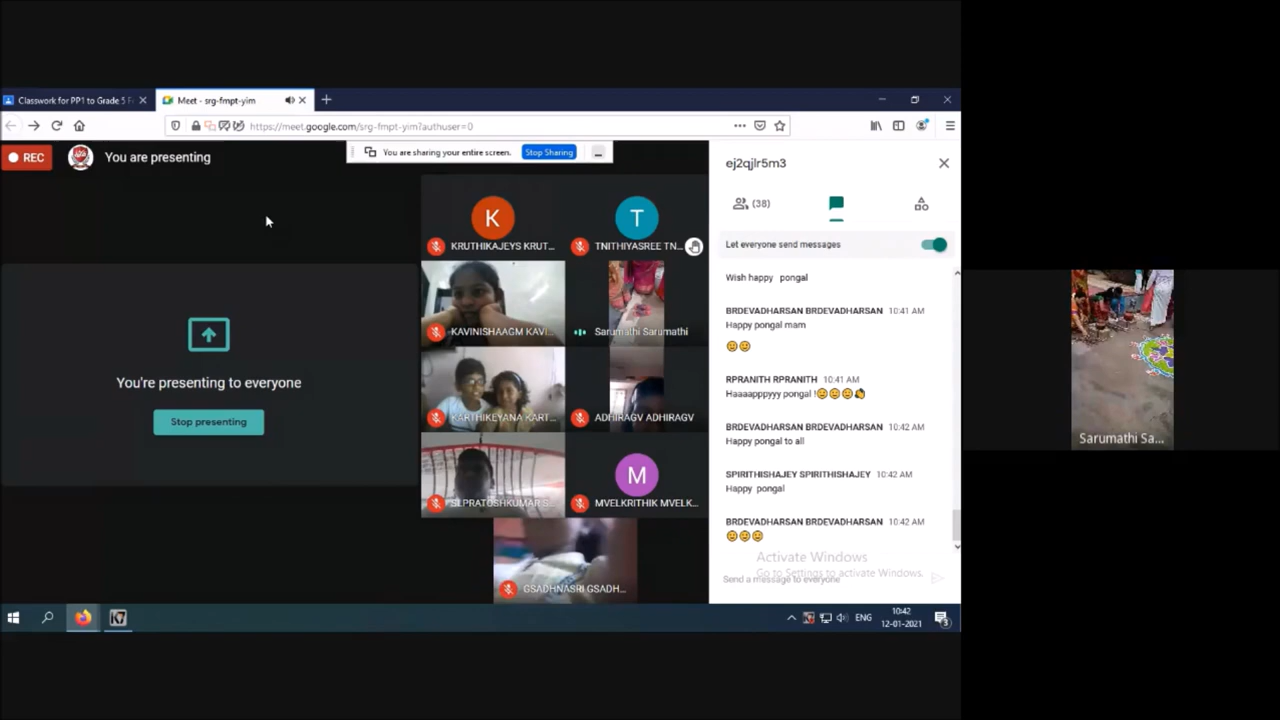 Classwork for PP1 to Grade 5 F
Meet - srg-fmpt-yim
https://meet.google.com/srg-fmpt-yim?authuser=0
REC
You are presenting
You are sharing your entire screen.
Stop Sharing
You're presenting to everyone
Stop presenting
K
KRUTHIKAJEYS KRUT...
T
TNITHIYASREE TN...
KAVINISHAAGM KAVI...
Sarumathi Sarumathi
KARTHIKEYANA KART...
ADHIRAGV ADHIRAGV
SLPRATUSHKUMAR S...
M
MVELKRITHIK MVELK...
GSADHNASRI GSADH...
ej2qjlr5m3
(38)
Let everyone send messages
Wish happy pongal
BRDEVADHARSAN BRDEVADHARSAN 10:41 AM
Happy pongal mam
RPRANITH RPRANITH 10:41 AM
Haaaapppyyy pongal !
BRDEVADHARSAN BRDEVADHARSAN 10:42 AM
Happy pongal to all
SPIRITHISHAJEY SPIRITHISHAJEY 10:42 AM
Happy pongal
BRDEVADHARSAN BRDEVADHARSAN 10:42 AM
Activate Windows
Go to Settings to activate Windows.
Send a message to everyone
ENG
10:42
12-01-2021
3
Sarumathi Sa...